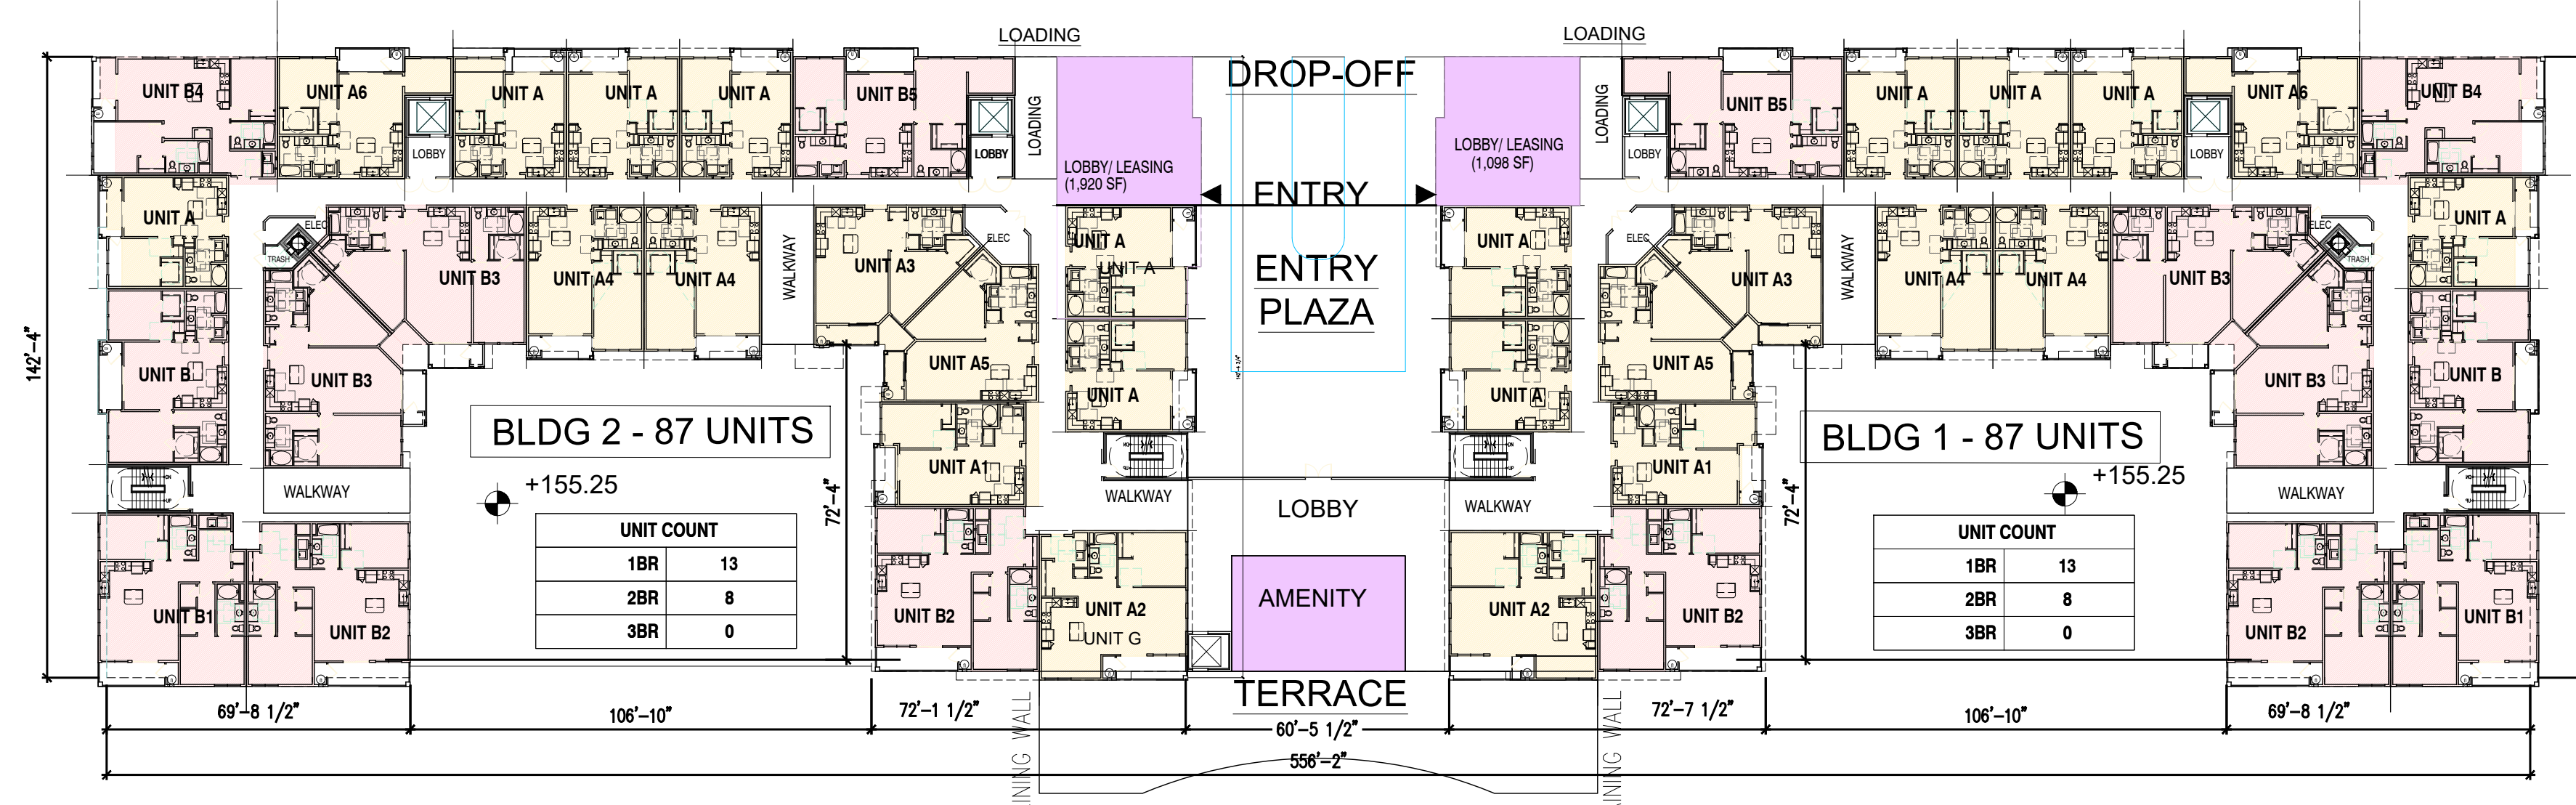 LOADING
LOADING
UNIT B4
UNIT A6
UNIT A
UNIT A
UNIT A
UNIT B5
LOADING
DROP-OFF
LOADING
UNIT B5
UNIT A
UNIT A
UNIT A
UNIT A6
UNIT B4
LOBBY
LOBBY
LOBBY/ LEASING
(1,920 SF)
LOBBY/ LEASING
(1,098 SF)
LOBBY
LOBBY
ENTRY
UNIT A
ELEC
TRASH
UNIT B3
UNIT A4
UNIT A4
WALKWAY
UNIT A3
ELEC
UNIT A
UNIT A
ENTRY
PLAZA
UNIT A
ELEC
UNIT A3
WALKWAY
UNIT A4
UNIT A4
UNIT B3
ELEC
TRASH
UNIT A
142'-4"
UNIT B
UNIT B3
UNIT A5
UNIT A
UNIT A
UNIT A5
UNIT B3
UNIT B
BLDG 2 - 87 UNITS
BLDG 1 - 87 UNITS
UNIT A1
UNIT A1
+155.25
+155.25
WALKWAY
72'-4"
WALKWAY
LOBBY
WALKWAY
72'-4"
WALKWAY
UNIT COUNT
1BR 13
2BR 8
3BR 0
UNIT COUNT
1BR 13
2BR 8
3BR 0
UNIT B1
UNIT B2
UNIT B2
UNIT A2
UNIT G
AMENITY
UNIT A2
UNIT B2
UNIT B2
UNIT B1
TERRACE
69'-8 1/2"
106'-10"
72'-1 1/2"
60'-5 1/2"
72'-7 1/2"
106'-10"
69'-8 1/2"
556'-2"
INING WALL
INING WALL